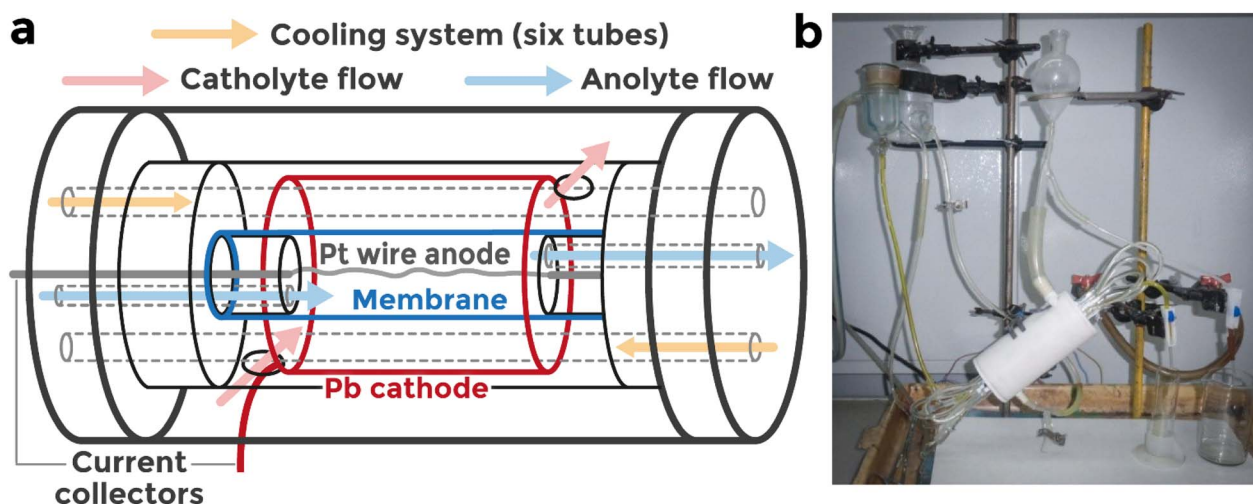 a
Cooling system (six tubes)
Catholyte flow
Anolyte flow
Pt wire anode
Membrane
Pb cathode
Current
collectors
b